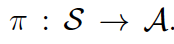 π : 𝒮 → 𝒜.